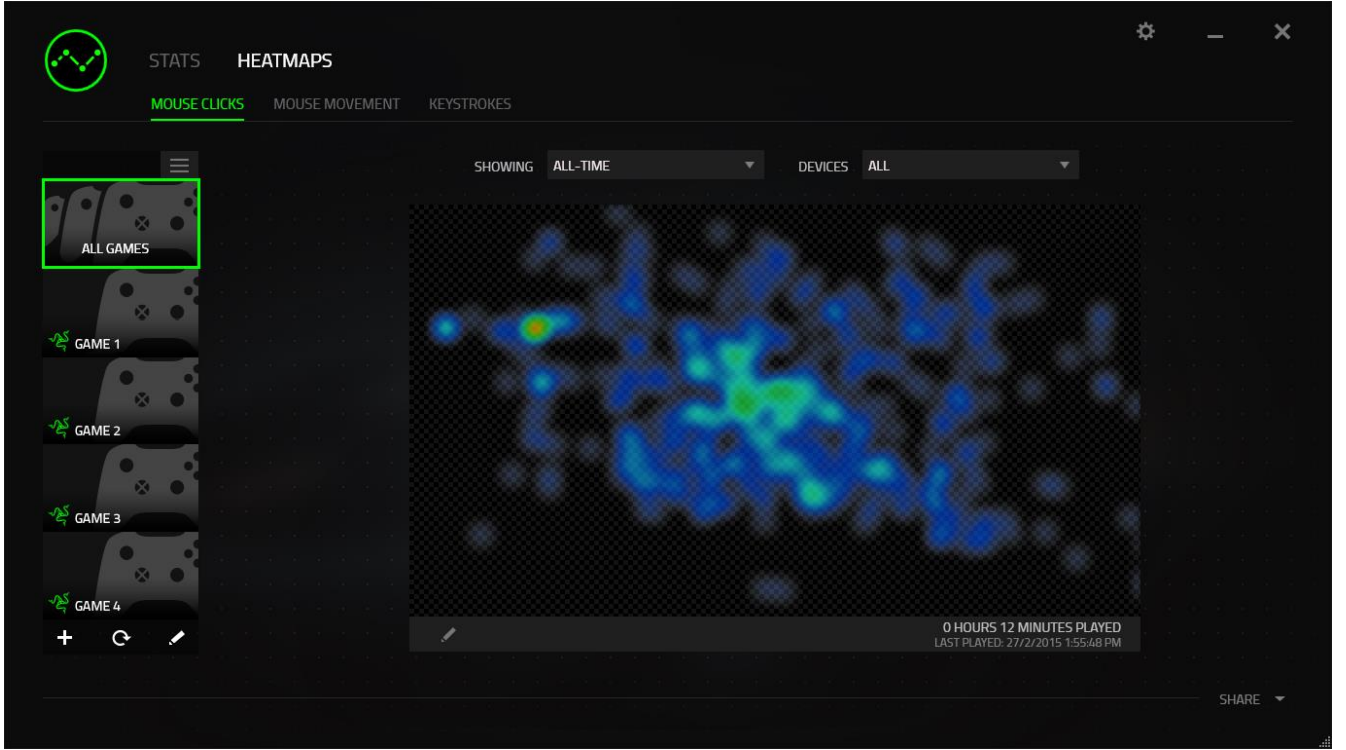 STATS HEATMAPS
MOUSE CLICKS MOUSE MOVEMENT KEYSTROKES
SHOWING ALL-TIME DEVICES ALL
ALL GAMES
GAME 1
GAME 2
GAME 3
GAME 4
0 HOURS 12 MINUTES PLAYED
LAST PLAYED: 27/2/2015 1:55:48 PM
SHARE